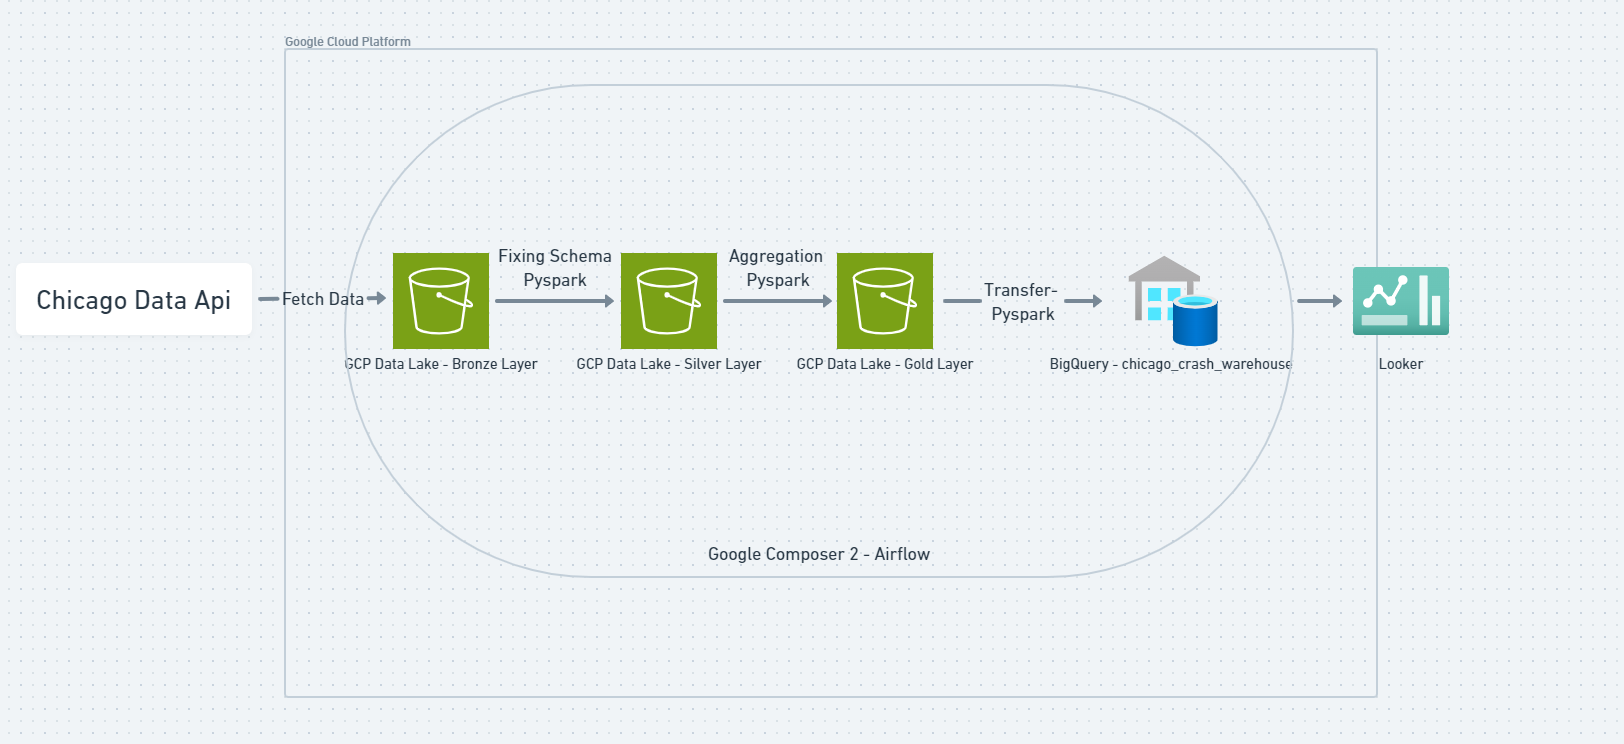 Google Cloud Platform
Chicago Data Api
Fetch Data
Fixing Schema
Pyspark
Aggregation
Pyspark
Transfer-
Pyspark
GCP Data Lake - Bronze Layer
GCP Data Lake - Silver Layer
GCP Data Lake - Gold Layer
BigQuery - chicago_crash_warehouse
Looker
Google Composer 2 - Airflow